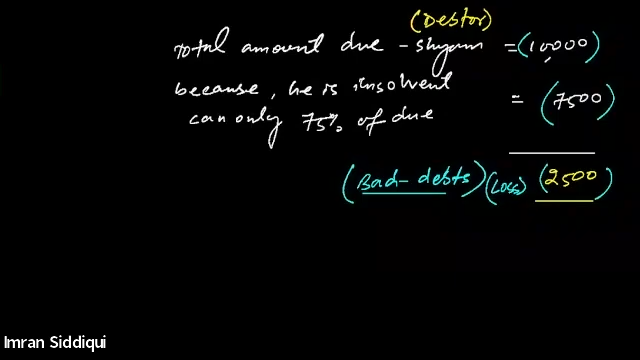 (Debtor)
Total amount due - Shyam = (10,000)
because, he is insolvent
can only 75% of due = (7500)
(Bad-debts) (Loss) (2500)
Imran Siddiqui